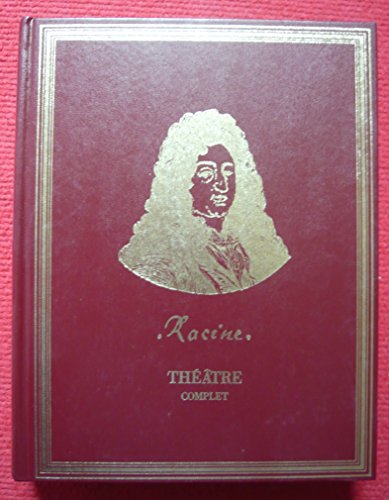 .Racine.
THÉÂTRE
COMPLET